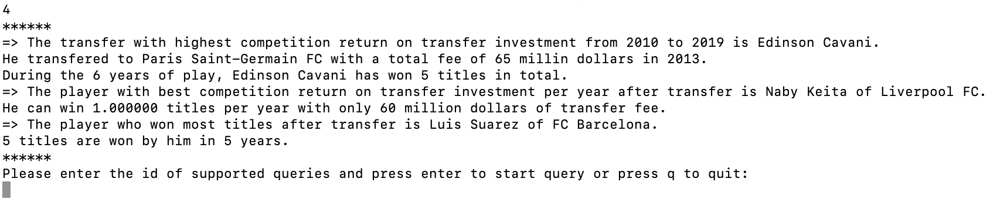 4
******
=> The transfer with highest competition return on transfer investment from 2010 to 2019 is Edinson Cavani.
He transfered to Paris Saint-Germain FC with a total fee of 65 millin dollars in 2013.
During the 6 years of play, Edinson Cavani has won 5 titles in total.
=> The player with best competition return on transfer investment per year after transfer is Naby Keita of Liverpool FC.
He can win 1.000000 titles per year with only 60 million dollars of transfer fee.
=> The player who won most titles after transfer is Luis Suarez of FC Barcelona.
5 titles are won by him in 5 years.
******
Please enter the id of supported queries and press enter to start query or press q to quit: